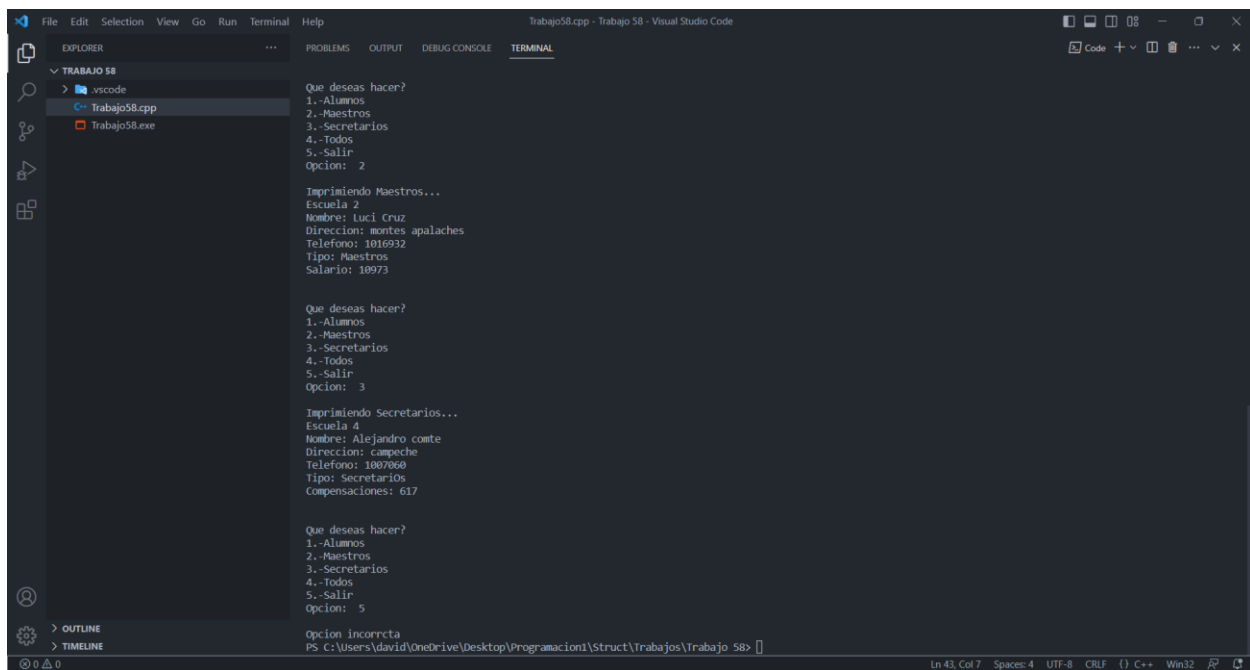 File Edit Selection View Go Run Terminal Help
Trabajo58.cpp - Trabajo 58 - Visual Studio Code
EXPLORER
PROBLEMS OUTPUT DEBUG CONSOLE TERMINAL
Code
TRABAJO 58
.vscode
C++ Trabajo58.cpp
Trabajo58.exe
Que deseas hacer?
1.-Alumnos
2.-Maestros
3.-Secretarios
4.-Todos
5.-Salir
Opcion: 2
Imprimiendo Maestros...
Escuela 2
Nombre: Luci Cruz
Direccion: montes apalaches
Telefono: 1016932
Tipo: Maestros
Salario: 10973
Que deseas hacer?
1.-Alumnos
2.-Maestros
3.-Secretarios
4.-Todos
5.-Salir
Opcion: 3
Imprimiendo Secretarios...
Escuela 4
Nombre: Alejandro comte
Direccion: campeche
Telefono: 1007060
Tipo: SecretariOs
Compensaciones: 617
Que deseas hacer?
1.-Alumnos
2.-Maestros
3.-Secretarios
4.-Todos
5.-Salir
Opcion: 5
Opcion incorrcta
PS C:\Users\david\OneDrive\Desktop\Programacion1\Struct\Trabajos\Trabajo 58>
OUTLINE
TIMELINE
0 0
Ln 43, Col 7 Spaces: 4 UTF-8 CRLF {} C++ Win32